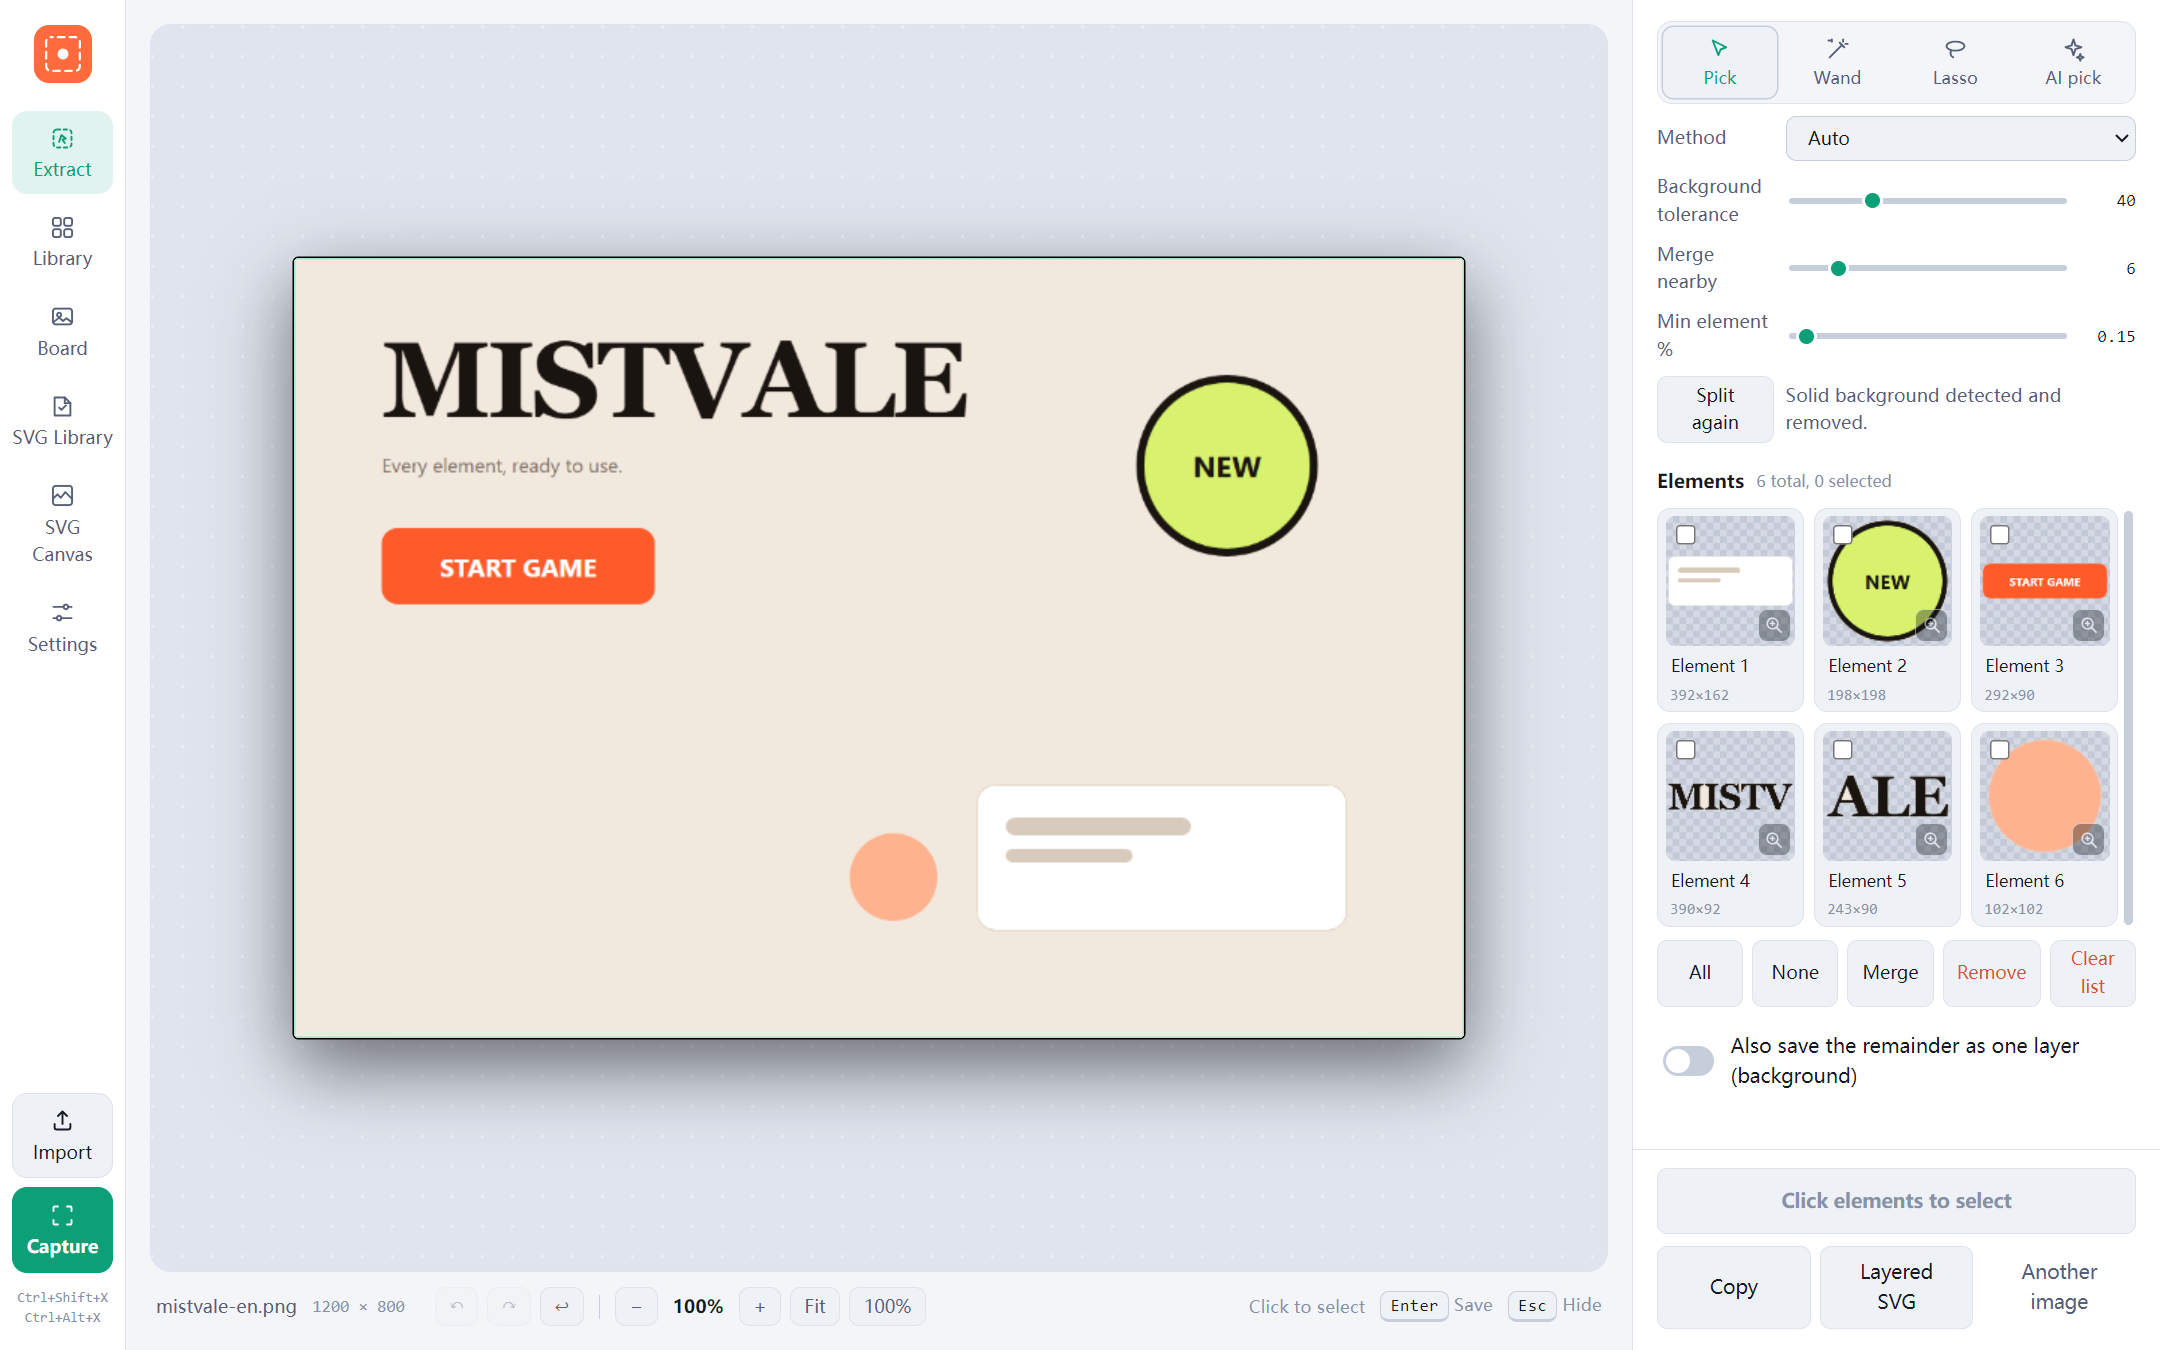 Extract
Library
Board
SVG Library
SVG
Canvas
Settings
Import
Capture
Ctrl+Shift+X
Ctrl+Alt+X
MISTVALE
Every element, ready to use.
START GAME
NEW
mistvale-en.png 1200 × 800
− 100% + Fit 100%
Click to select Enter Save Esc Hide
Pick Wand Lasso AI pick
Method Auto
Background
tolerance 40
Merge
nearby 6
Min element
% 0.15
Split
again
Solid background detected and
removed.
Elements 6 total, 0 selected
NEW
START GAME
Element 1 Element 2 Element 3
392×162 198×198 292×90
MISTV ALE
Element 4 Element 5 Element 6
390×92 243×90 102×102
All None Merge Remove Clear
list
Also save the remainder as one layer
(background)
Click elements to select
Copy
Layered
SVG
Another
image